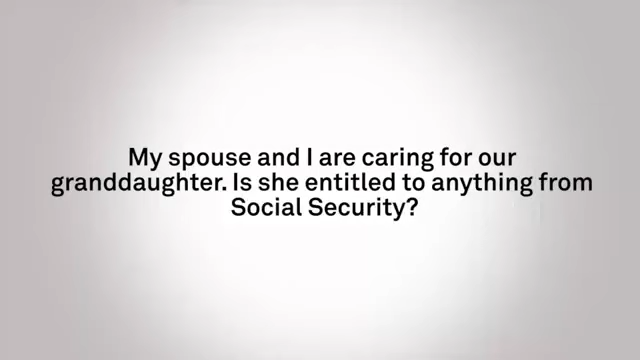 My spouse and I are caring for our
granddaughter. Is she entitled to anything from
Social Security?